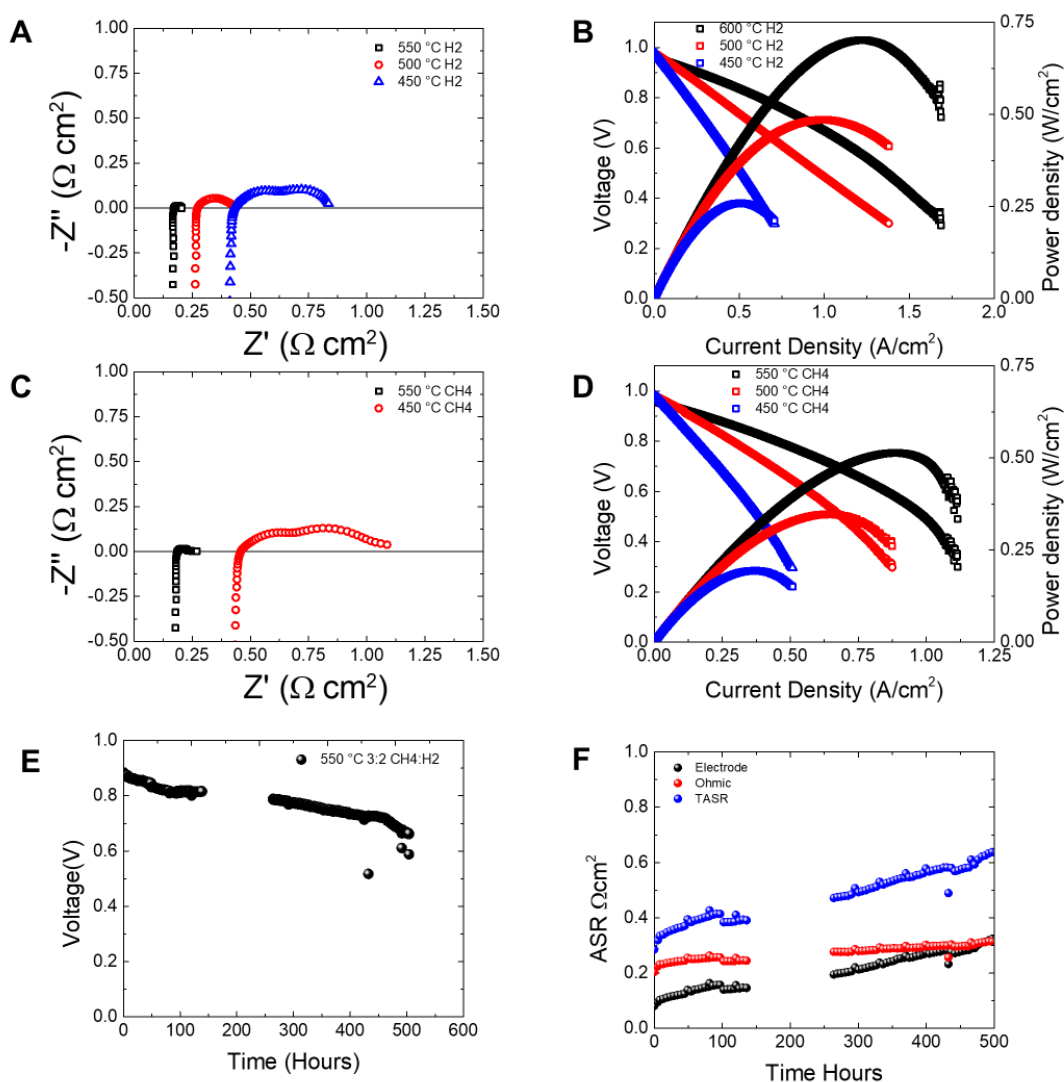 A
1.00
0.75
0.50
0.25
0.00
-0.25
-0.50
-Z" (Ω cm²)
0.00 0.25 0.50 0.75 1.00 1.25 1.50
Z' (Ω cm²)
550 °C H2
500 °C H2
450 °C H2
B
1.0
0.8
0.6
0.4
0.2
0.0
Voltage (V)
0.0 0.5 1.0 1.5 2.0
Current Density (A/cm²)
0.75
0.50
0.25
0.00
Power density (W/cm²)
600 °C H2
500 °C H2
450 °C H2
C
1.00
0.75
0.50
0.25
0.00
-0.25
-0.50
-Z" (Ω cm²)
0.00 0.25 0.50 0.75 1.00 1.25 1.50
Z' (Ω cm²)
550 °C CH4
450 °C CH4
D
1.0
0.8
0.6
0.4
0.2
0.0
Voltage (V)
0.00 0.25 0.50 0.75 1.00 1.25
Current Density (A/cm²)
0.75
0.50
0.25
0.00
Power density (W/cm²)
550 °C CH4
500 °C CH4
450 °C CH4
E
1.0
0.8
0.6
0.4
0.2
0.0
Voltage(V)
0 100 200 300 400 500 600
Time (Hours)
550 °C 3:2 CH4:H2
F
1.0
0.8
0.6
0.4
0.2
0.0
ASR Ωcm²
0 100 200 300 400 500
Time Hours
Electrode
Ohmic
TASR